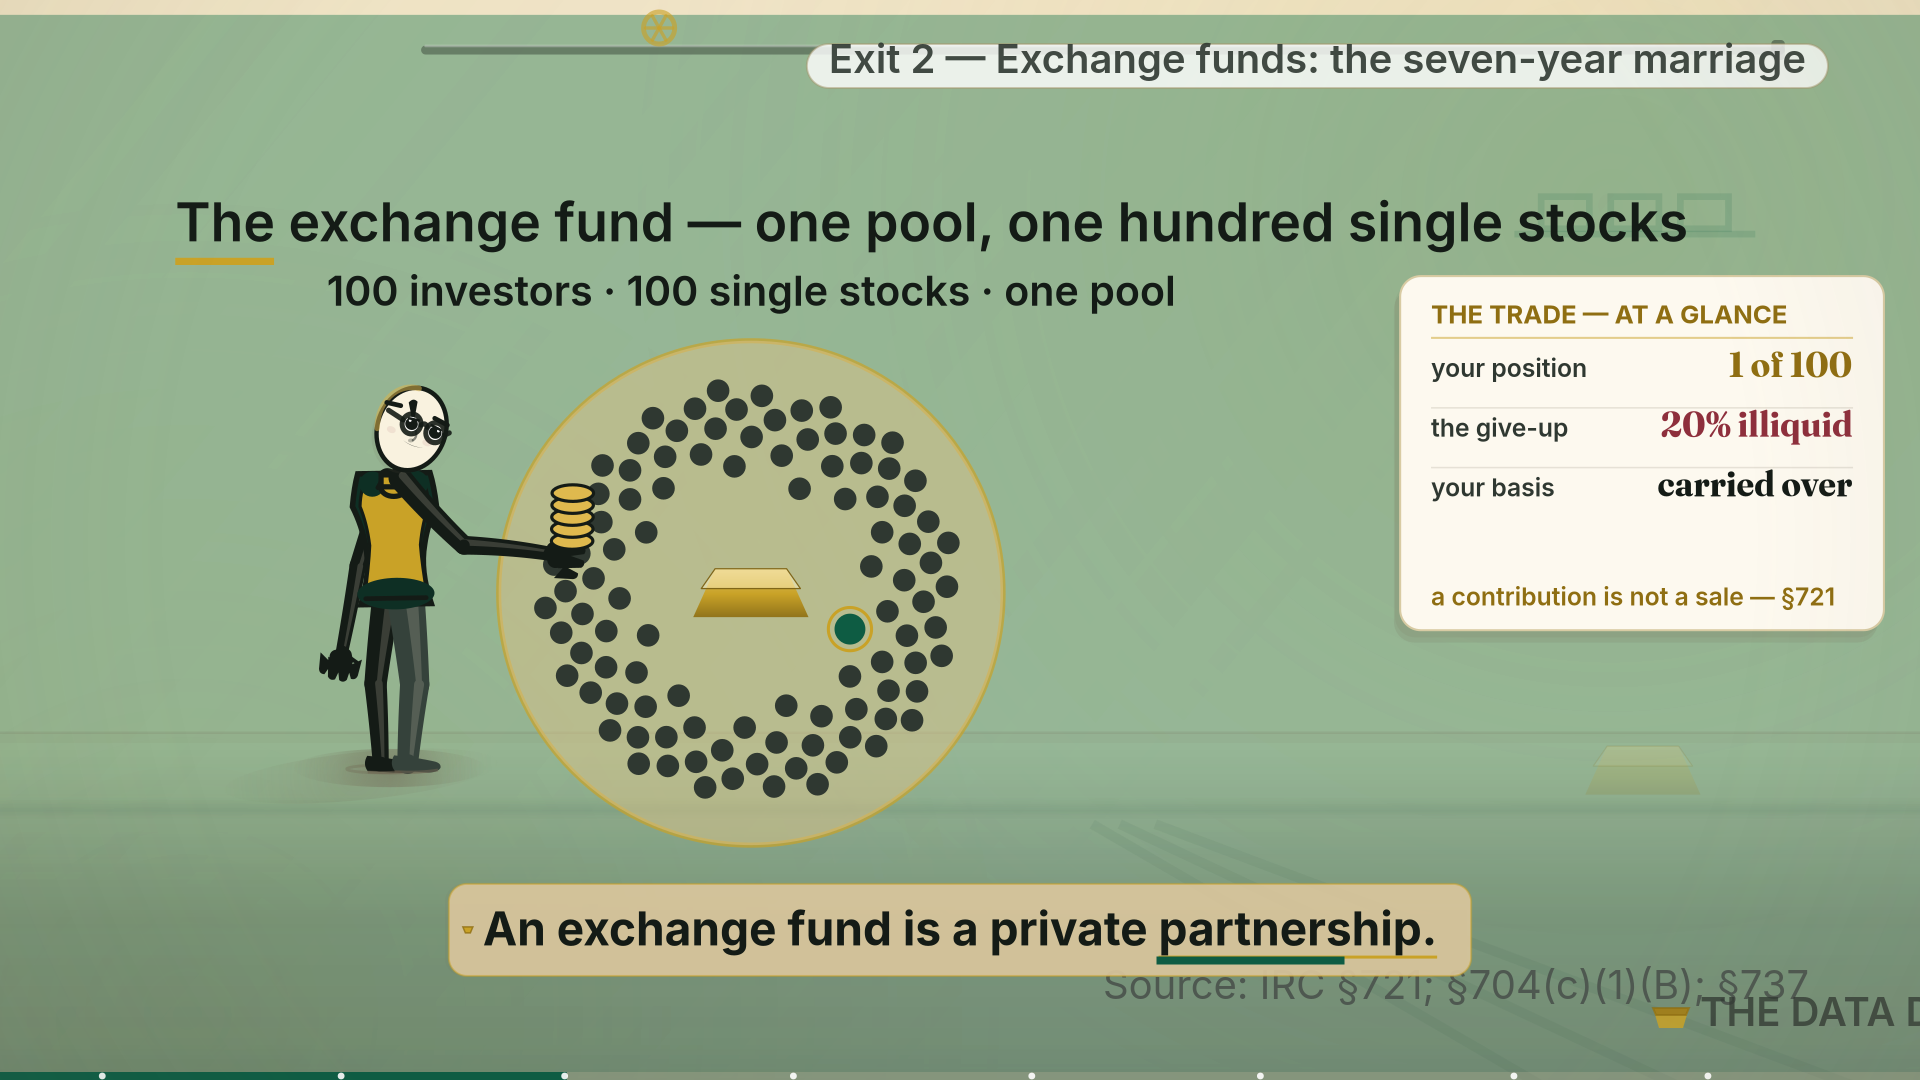 Exit 2 — Exchange funds: the seven-year marriage
The exchange fund — one pool, one hundred single stocks
100 investors · 100 single stocks · one pool
THE TRADE — AT A GLANCE
your position 1 of 100
the give-up 20% illiquid
your basis carried over
a contribution is not a sale — §721
An exchange fund is a private partnership.
Source: IRC §721; §704(c)(1)(B); §737
THE DATA D